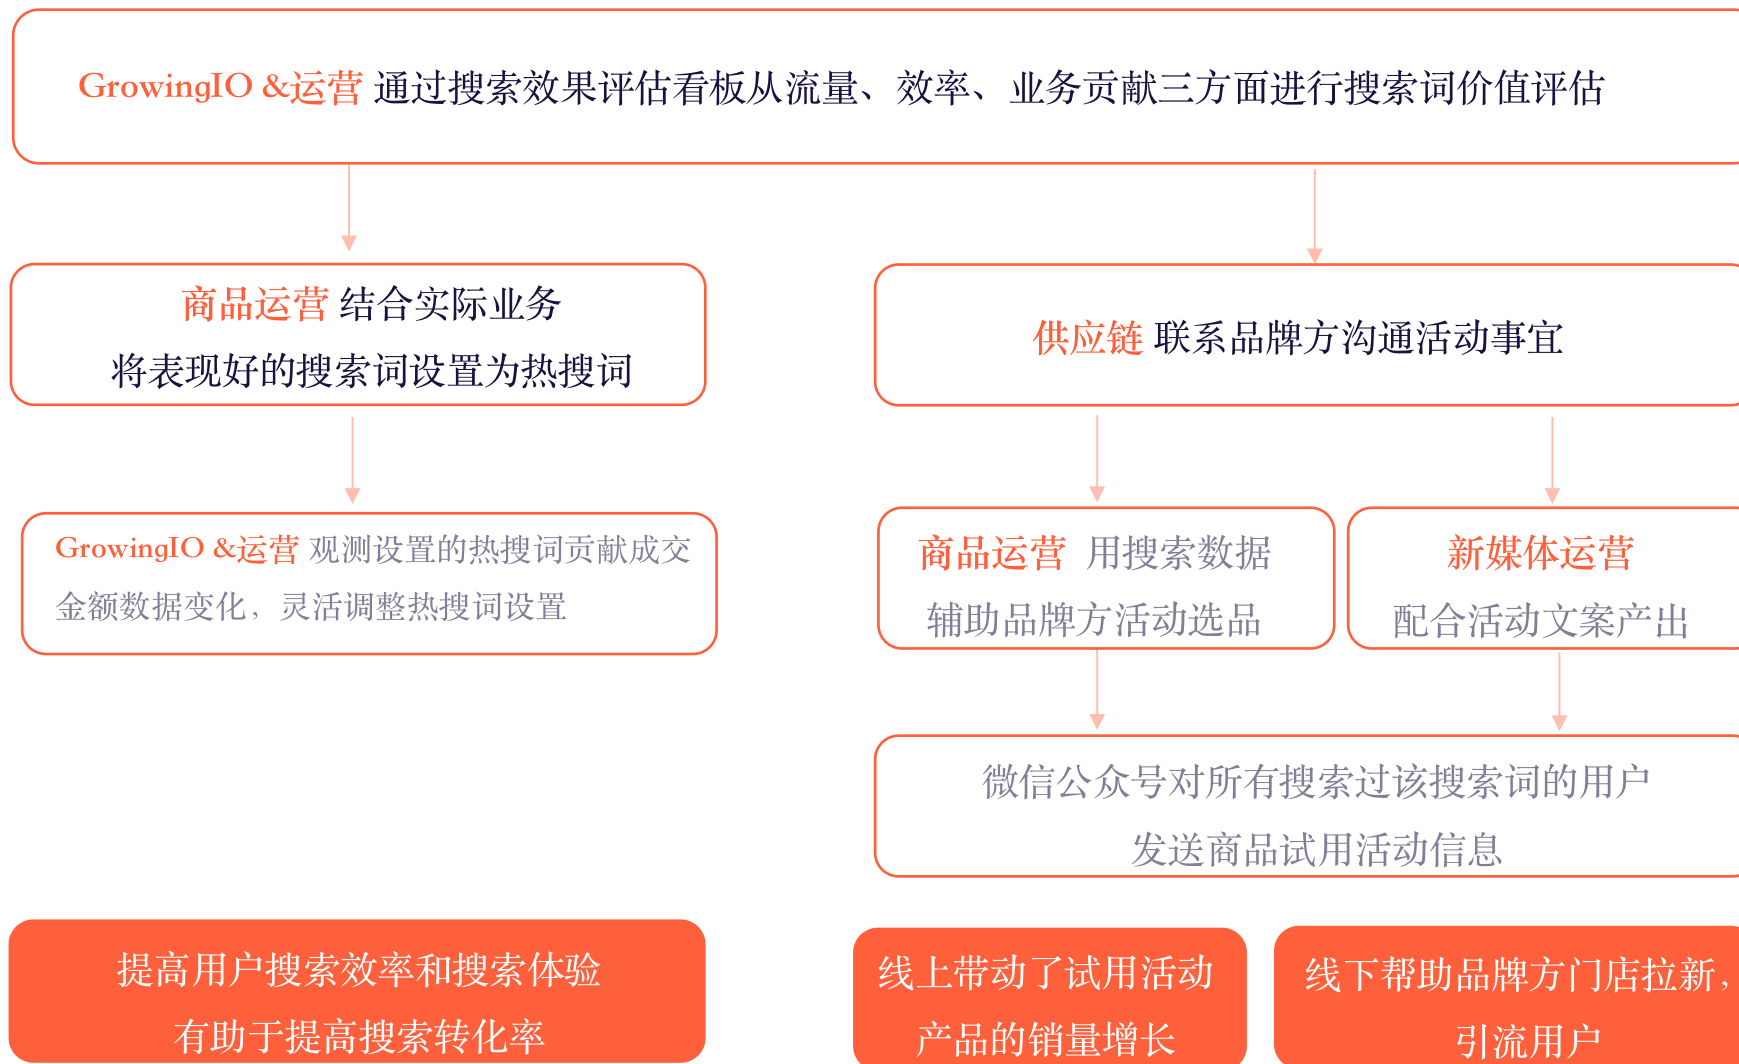 GrowingIO &运营 通过搜索效果评估看板从流量、效率、业务贡献三方面进行搜索词价值评估
商品运营 结合实际业务
将表现好的搜索词设置为热搜词
供应链 联系品牌方沟通活动事宜
GrowingIO &运营 观测设置的热搜词贡献成交
金额数据变化，灵活调整热搜词设置
商品运营 用搜索数据
辅助品牌方活动选品
新媒体运营
配合活动文案产出
微信公众号对所有搜索过该搜索词的用户
发送商品试用活动信息
提高用户搜索效率和搜索体验
有助于提高搜索转化率
线上带动了试用活动
产品的销量增长
线下帮助品牌方门店拉新，
引流用户